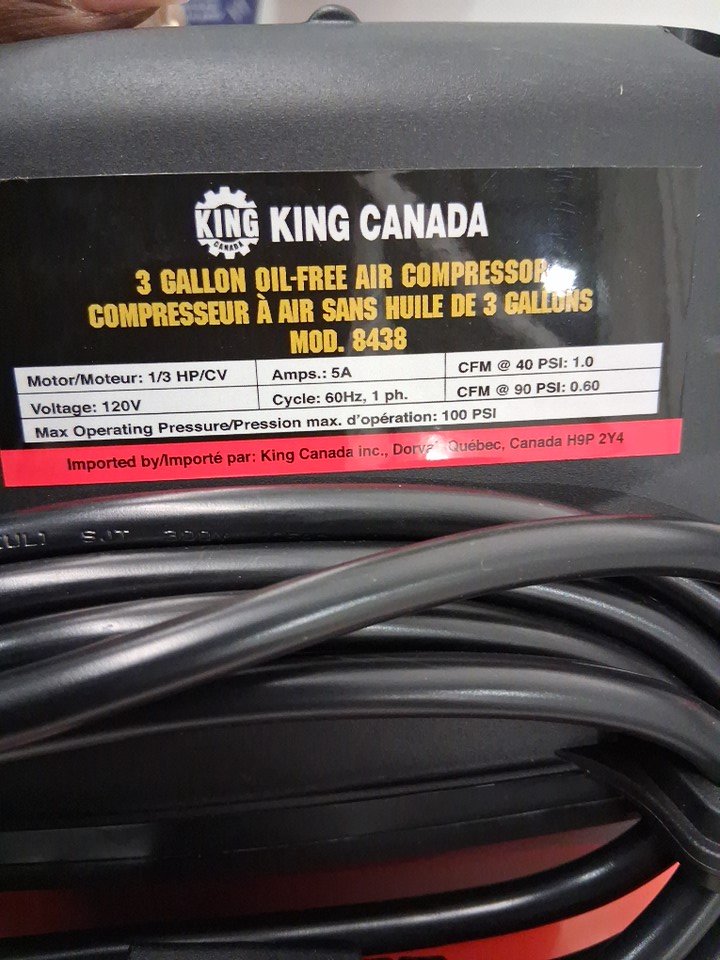 KING
CANADA
KING CANADA
3 GALLON OIL-FREE AIR COMPRESSOR
COMPRESSEUR À AIR SANS HUILE DE 3 GALLONS
MOD. 8438
Motor/Moteur: 1/3 HP/CV Amps.: 5A CFM @ 40 PSI: 1.0
Voltage: 120V Cycle: 60Hz, 1 ph. CFM @ 90 PSI: 0.60
Max Operating Pressure/Pression max. d'opération: 100 PSI
Imported by/Importé par: King Canada inc., Dorval, Québec, Canada H9P 2Y4
SJT